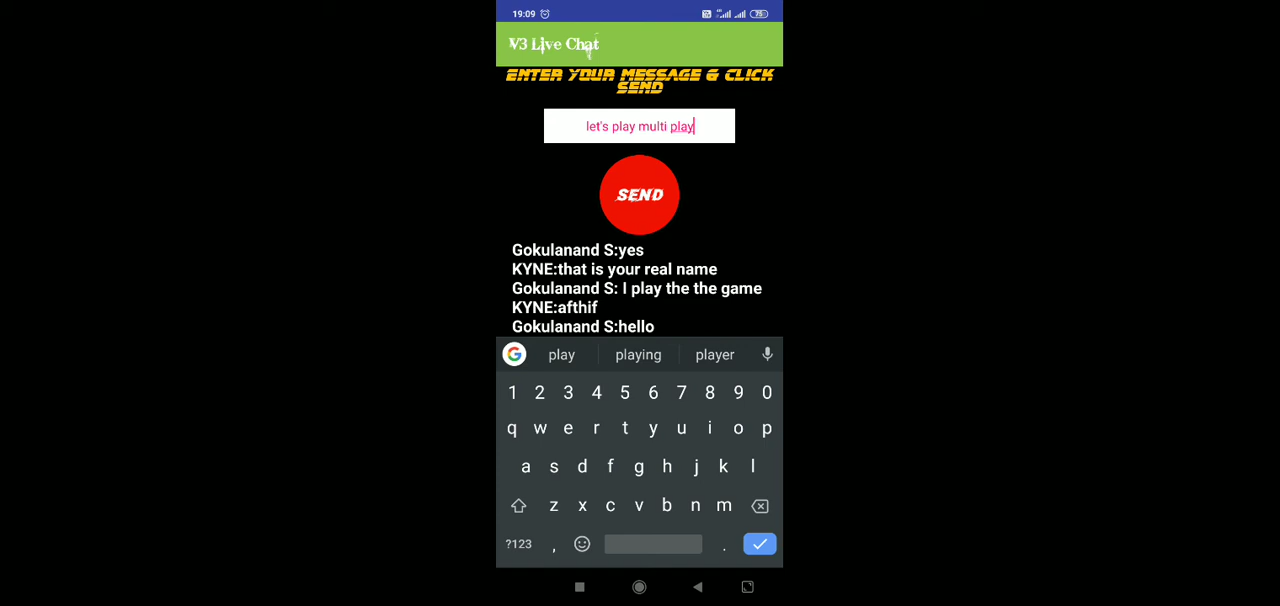 19:09
75
V3 Live Chat
ENTER YOUR MESSAGE & CLICK
SEND
let's play multi play
SEND
Gokulanand S:yes
KYNE:that is your real name
Gokulanand S: I play the the game
KYNE:afthif
Gokulanand S:hello
G play playing player
1 2 3 4 5 6 7 8 9 0
q w e r t y u i o p
a s d f g h j k l
z x c v b n m
?123 , .